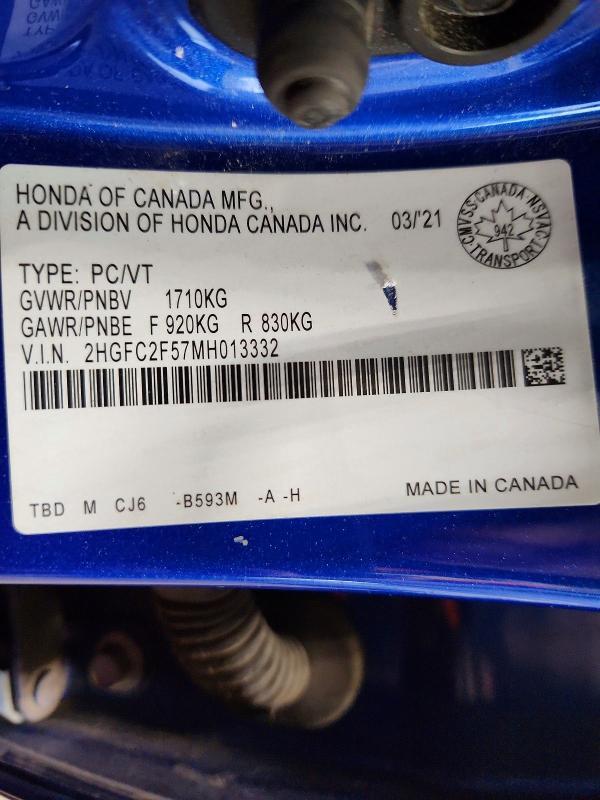 HONDA OF CANADA MFG.,
A DIVISION OF HONDA CANADA INC. 03/'21
CMVSS-CANADA-NSVAC
942
TRANSPORT
TYPE: PC/VT
GVWR/PNBV 1710KG
GAWR/PNBE F 920KG R 830KG
V.I.N. 2HGFC2F57MH013332
TBD M CJ6 -B593M -A -H
MADE IN CANADA